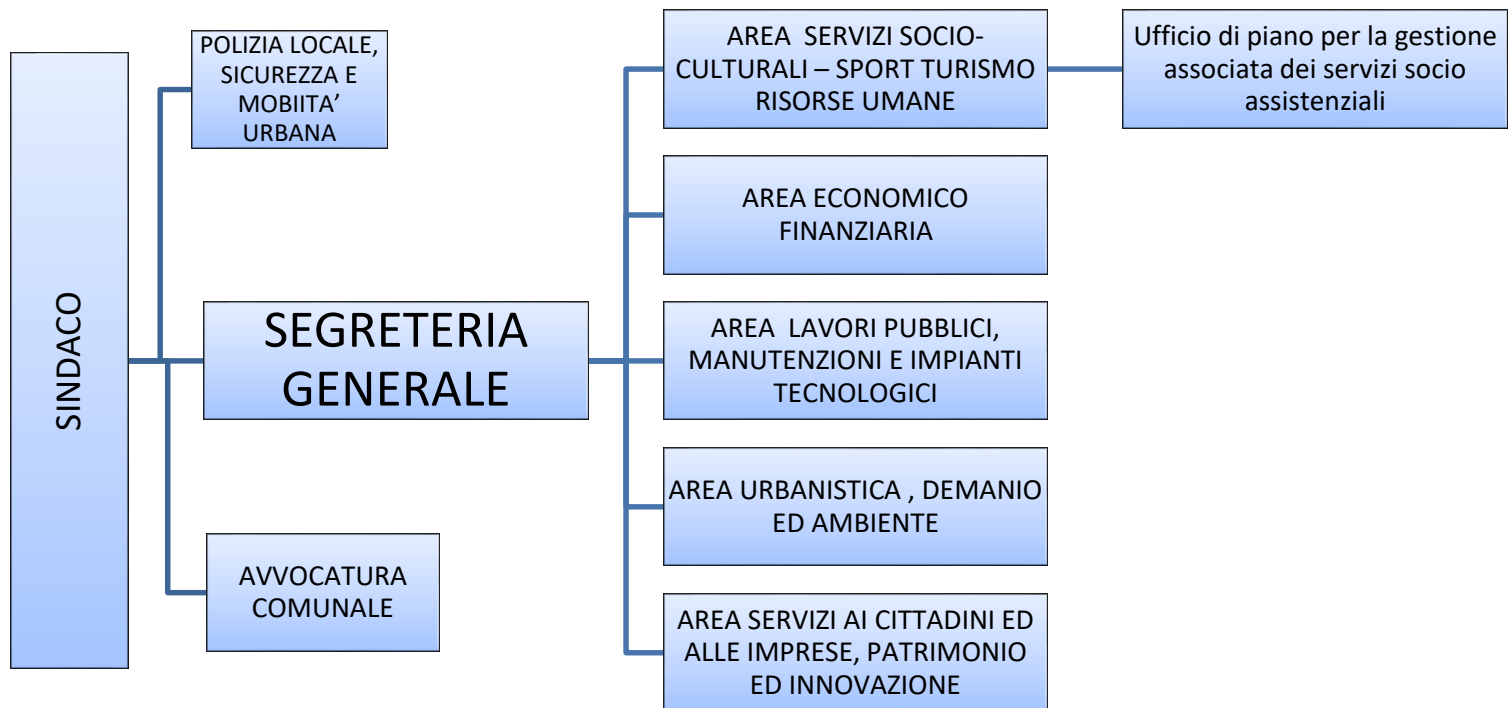 SINDACO
POLIZIA LOCALE,
SICUREZZA E
MOBIITA’
URBANA
SEGRETERIA
GENERALE
AVVOCATURA
COMUNALE
AREA SERVIZI SOCIO-
CULTURALI – SPORT TURISMO
RISORSE UMANE
Ufficio di piano per la gestione
associata dei servizi socio
assistenziali
AREA ECONOMICO
FINANZIARIA
AREA LAVORI PUBBLICI,
MANUTENZIONI E IMPIANTI
TECNOLOGICI
AREA URBANISTICA , DEMANIO
ED AMBIENTE
AREA SERVIZI AI CITTADINI ED
ALLE IMPRESE, PATRIMONIO
ED INNOVAZIONE